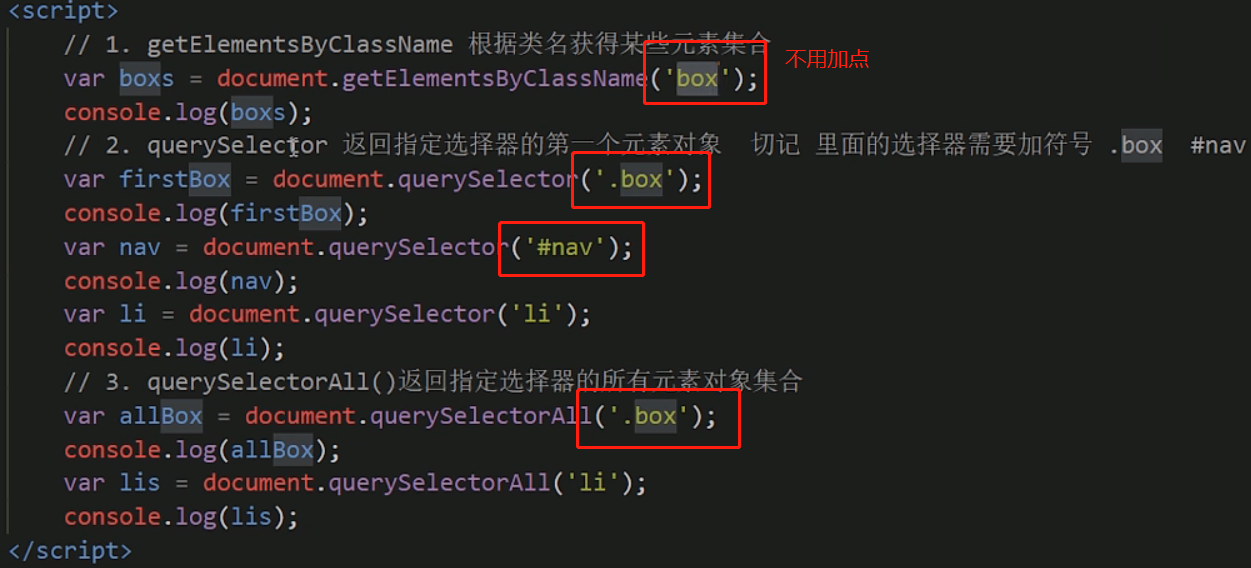 <script>
// 1. getElementsByClassName 根据类名获得某些元素集合
var boxs = document.getElementsByClassName('box'); 不用加点
console.log(boxs);
// 2. querySelector 返回指定选择器的第一个元素对象 切记 里面的选择器需要加符号 .box #nav
var firstBox = document.querySelector('.box');
console.log(firstBox);
var nav = document.querySelector('#nav');
console.log(nav);
var li = document.querySelector('li');
console.log(li);
// 3. querySelectorAll()返回指定选择器的所有元素对象集合
var allBox = document.querySelectorAll('.box');
console.log(allBox);
var lis = document.querySelectorAll('li');
console.log(lis);
</script>